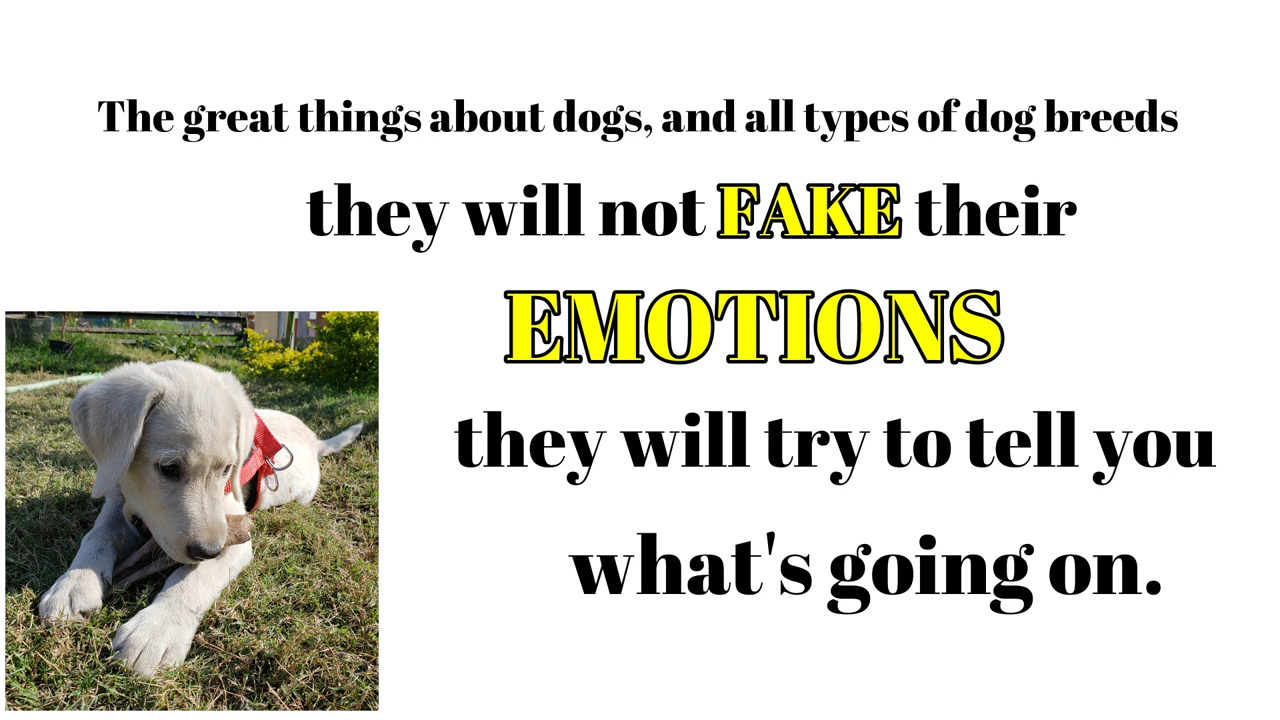 The great things about dogs, and all types of dog breeds
they will not FAKE their
EMOTIONS
they will try to tell you
what's going on.